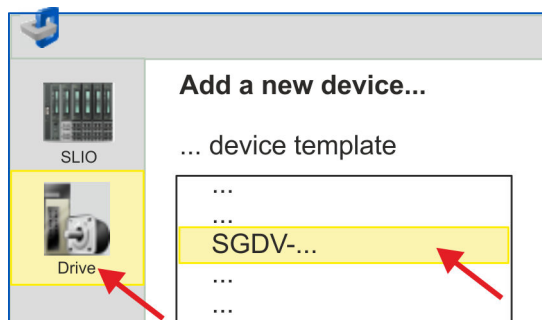 Add a new device...
SLIO
... device template
...
...
SGDV-...
Drive
...
...